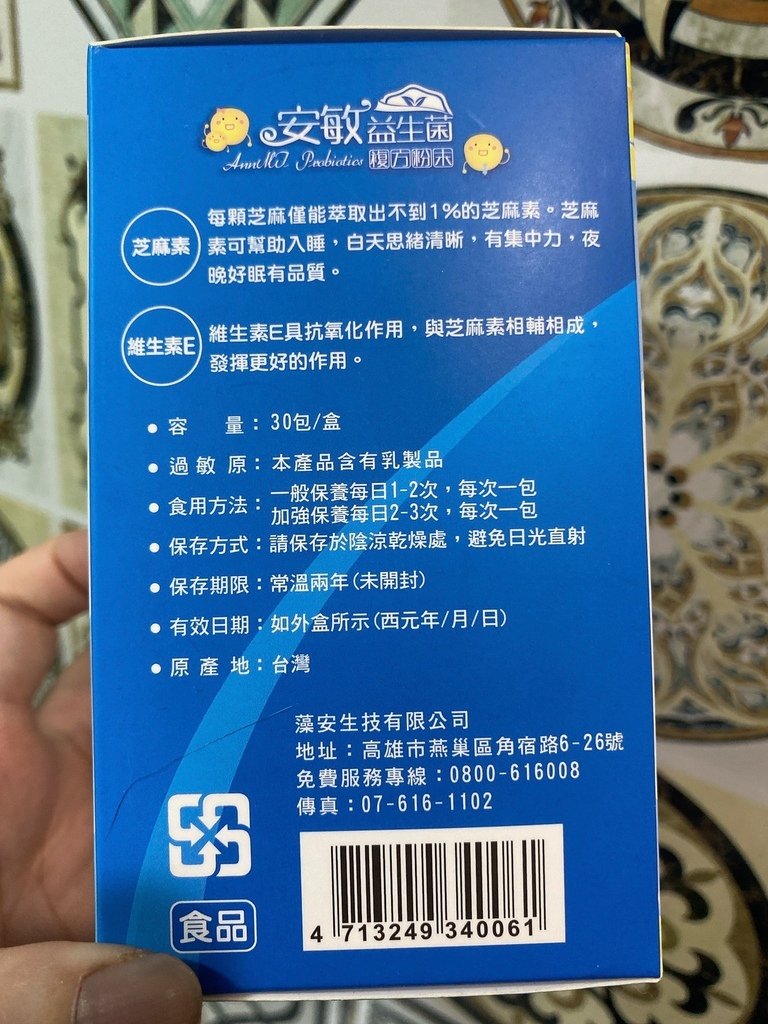 安敏益生菌
AnnMI Probiotics 複方粉末
芝麻素
每顆芝麻僅能萃取出不到1%的芝麻素。芝麻
素可幫助入睡,白天思緒清晰,有集中力,夜
晚好眠有品質。
維生素E
維生素E具抗氧化作用,與芝麻素相輔相成,
發揮更好的作用。
• 容 量:30包/盒
• 過敏原:本產品含有乳製品
• 食用方法:一般保養每日1-2次,每次一包
加強保養每日2-3次,每次一包
• 保存方式:請保存於陰涼乾燥處,避免日光直射
• 保存期限:常溫兩年(未開封)
• 有效日期:如外盒所示(西元年/月/日)
• 原產地:台灣
藻安生技有限公司
地址:高雄市燕巢區角宿路6-26號
免費服務專線:0800-616008
傳真:07-616-1102
食品
4 713249 340061